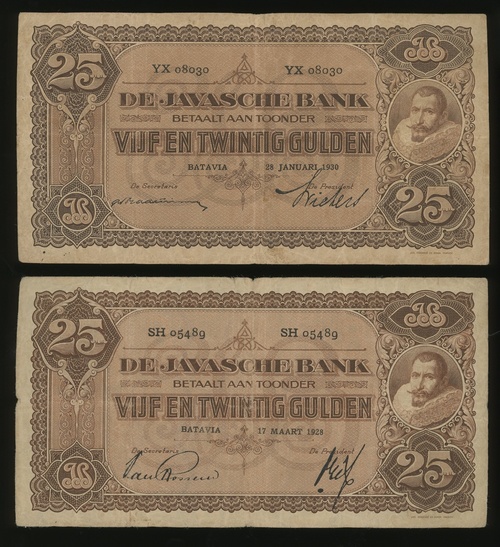 25
YX 08030 YX 08030
DE JAVASCHE BANK
BETAALT AAN TOONDER
VIJF EN TWINTIG GULDEN
BATAVIA 28 JANUARI 1930
De Secretaris De President
25
25
SH 05489 SH 05489
DE JAVASCHE BANK
BETAALT AAN TOONDER
VIJF EN TWINTIG GULDEN
BATAVIA 17 MAART 1928
De Secretaris De President
25